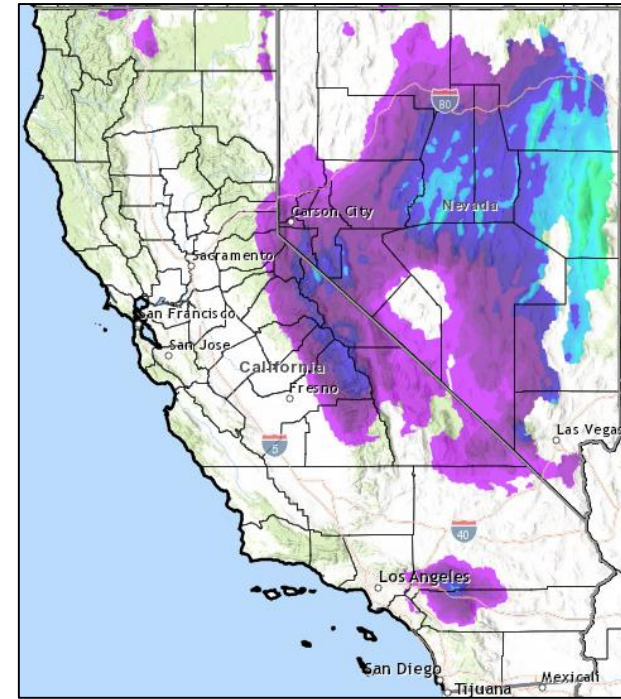 80
Carson City
Nevada
Sacramento
San Francisco
San Jose
California
Fresno
5
Las Vegas
40
Los Angeles
San Diego
Tijuana
Mexicali